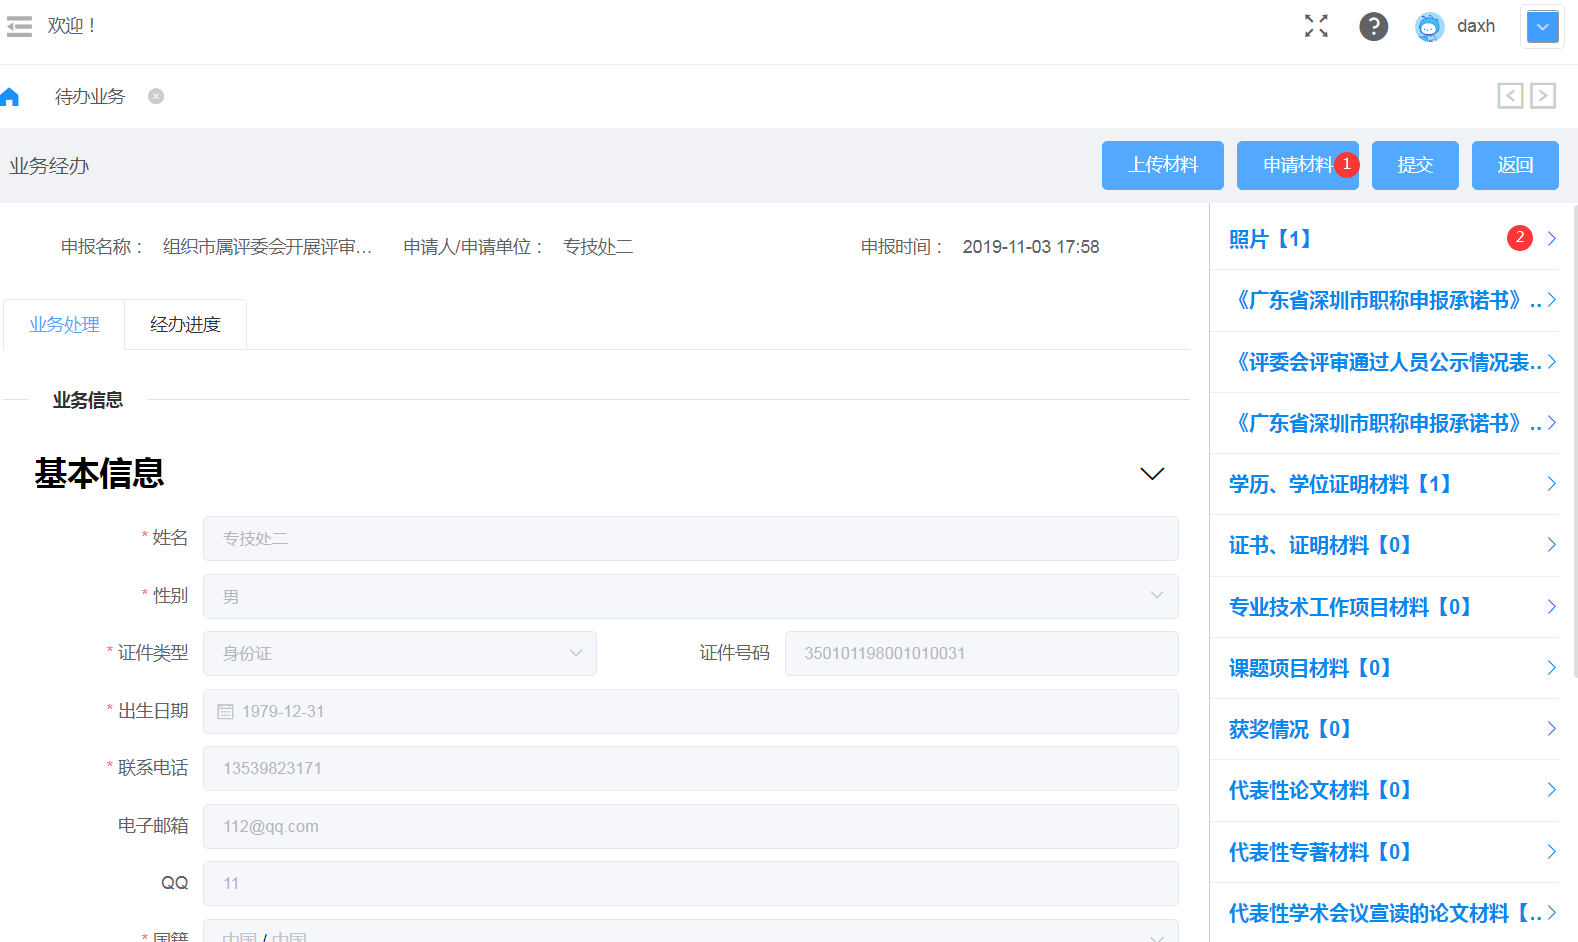 欢迎！
daxh
待办业务
业务经办
上传材料
申请材料 1
提交
返回
申报名称： 组织市属评委会开展评审... 申请人/申请单位： 专技处二 申报时间： 2019-11-03 17:58
业务处理
经办进度
业务信息
基本信息
* 姓名 专技处二
* 性别 男
* 证件类型 身份证 证件号码 350101198001010031
* 出生日期 1979-12-31
* 联系电话 13539823171
电子邮箱 112@qq.com
QQ 11
* 国籍 中国 / 中国
照片【1】 2
《广东省深圳市职称申报承诺书》..
《评委会评审通过人员公示情况表..
《广东省深圳市职称申报承诺书》..
学历、学位证明材料【1】
证书、证明材料【0】
专业技术工作项目材料【0】
课题项目材料【0】
获奖情况【0】
代表性论文材料【0】
代表性专著材料【0】
代表性学术会议宣读的论文材料【..